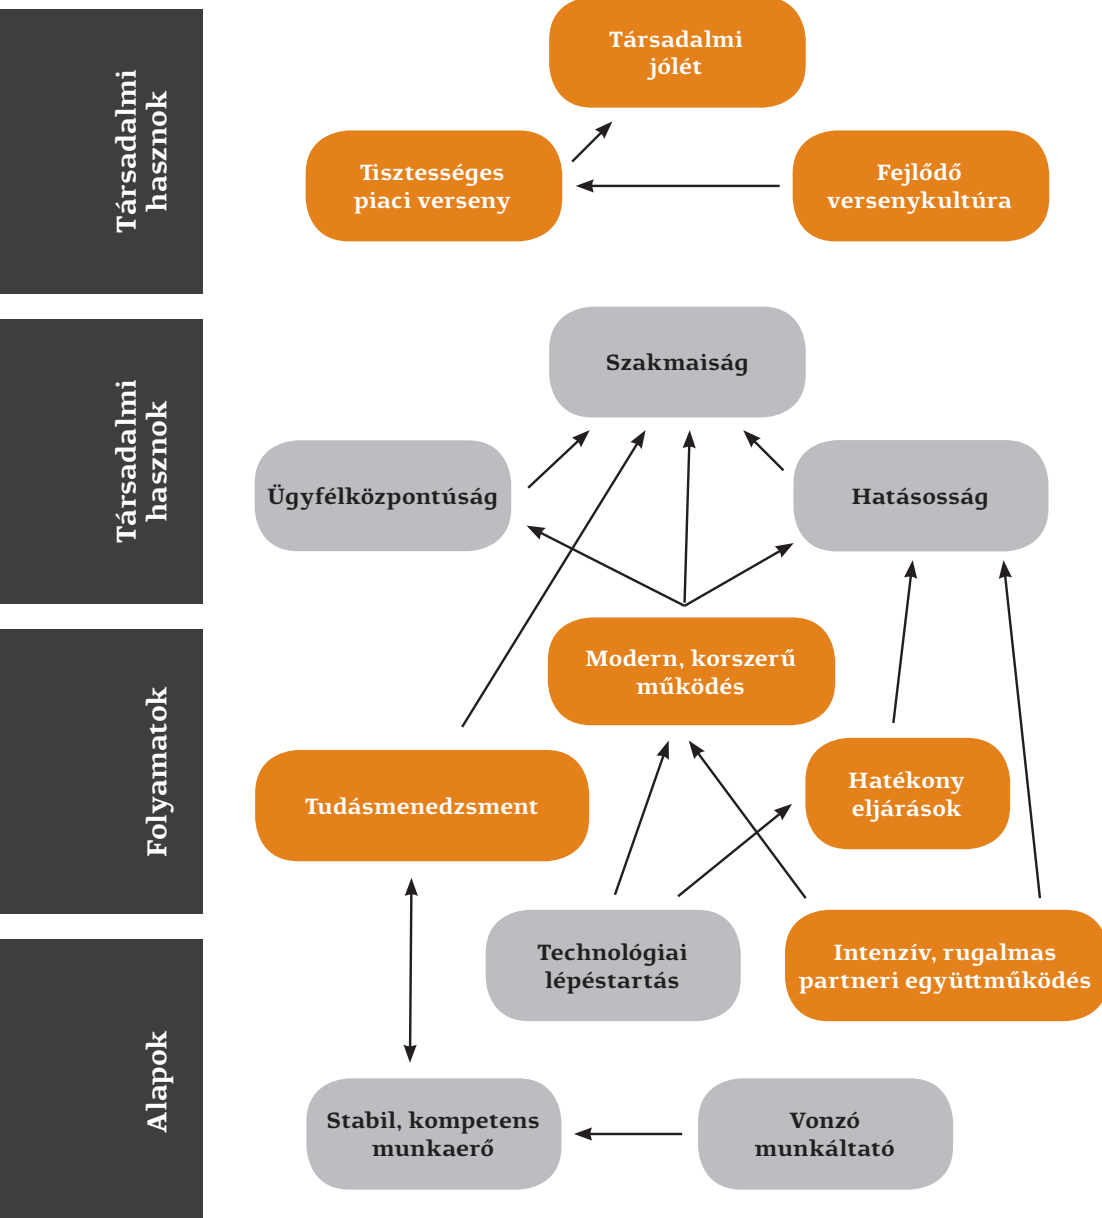 Társadalmi
hasznok
Társadalmi
jólét
Tisztességes
piaci verseny
Fejlődő
versenykultúra
Társadalmi
hasznok
Szakmaiság
Ügyfélközpontúság
Hatásosság
Folyamatok
Modern, korszerű
működés
Tudásmenedzsment
Hatékony
eljárások
Alapok
Technológiai
lépéstartás
Intenzív, rugalmas
partneri együttműködés
Stabil, kompetens
munkaerő
Vonzó
munkáltató